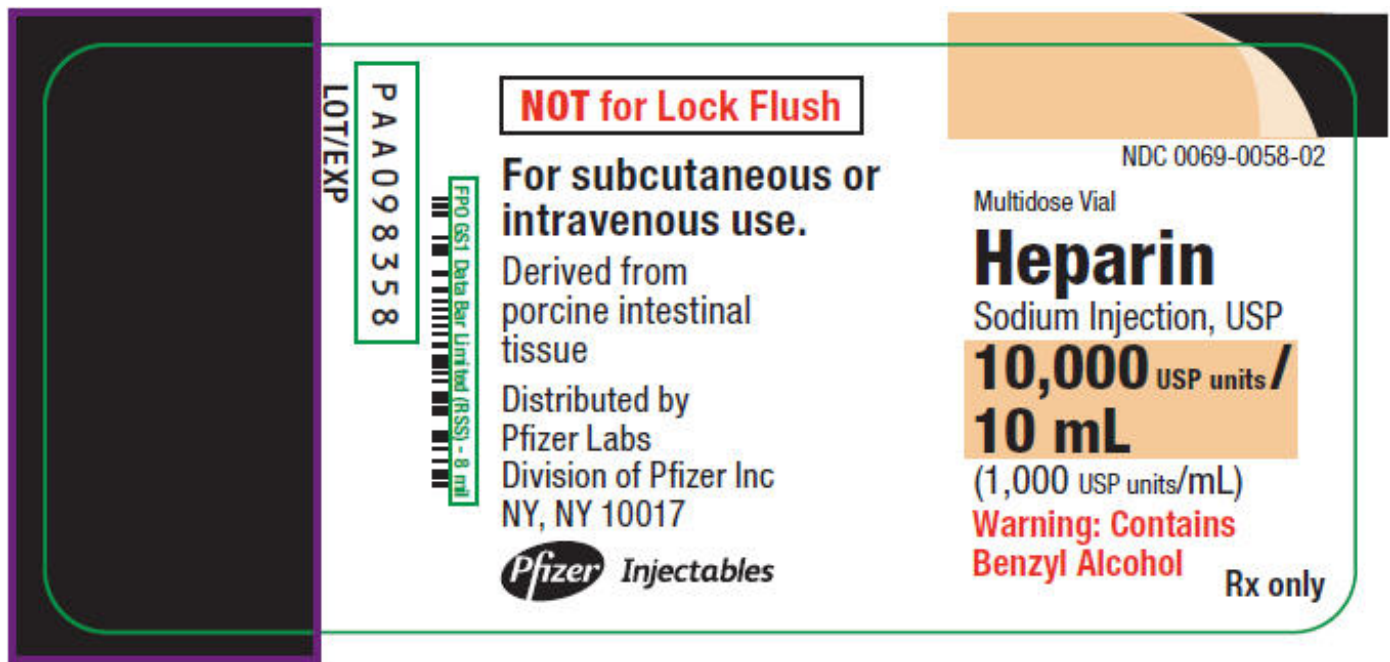 LOT/EXP
PAA098358
FPO GS1 Data Bar Limited (RSS) - 8 mil
NOT for Lock Flush
For subcutaneous or
intravenous use.
Derived from
porcine intestinal
tissue
Distributed by
Pfizer Labs
Division of Pfizer Inc
NY, NY 10017
Pfizer Injectables
NDC 0069-0058-02
Multidose Vial
Heparin
Sodium Injection, USP
10,000 USP units/
10 mL
(1,000 USP units/mL)
Warning: Contains
Benzyl Alcohol
Rx only